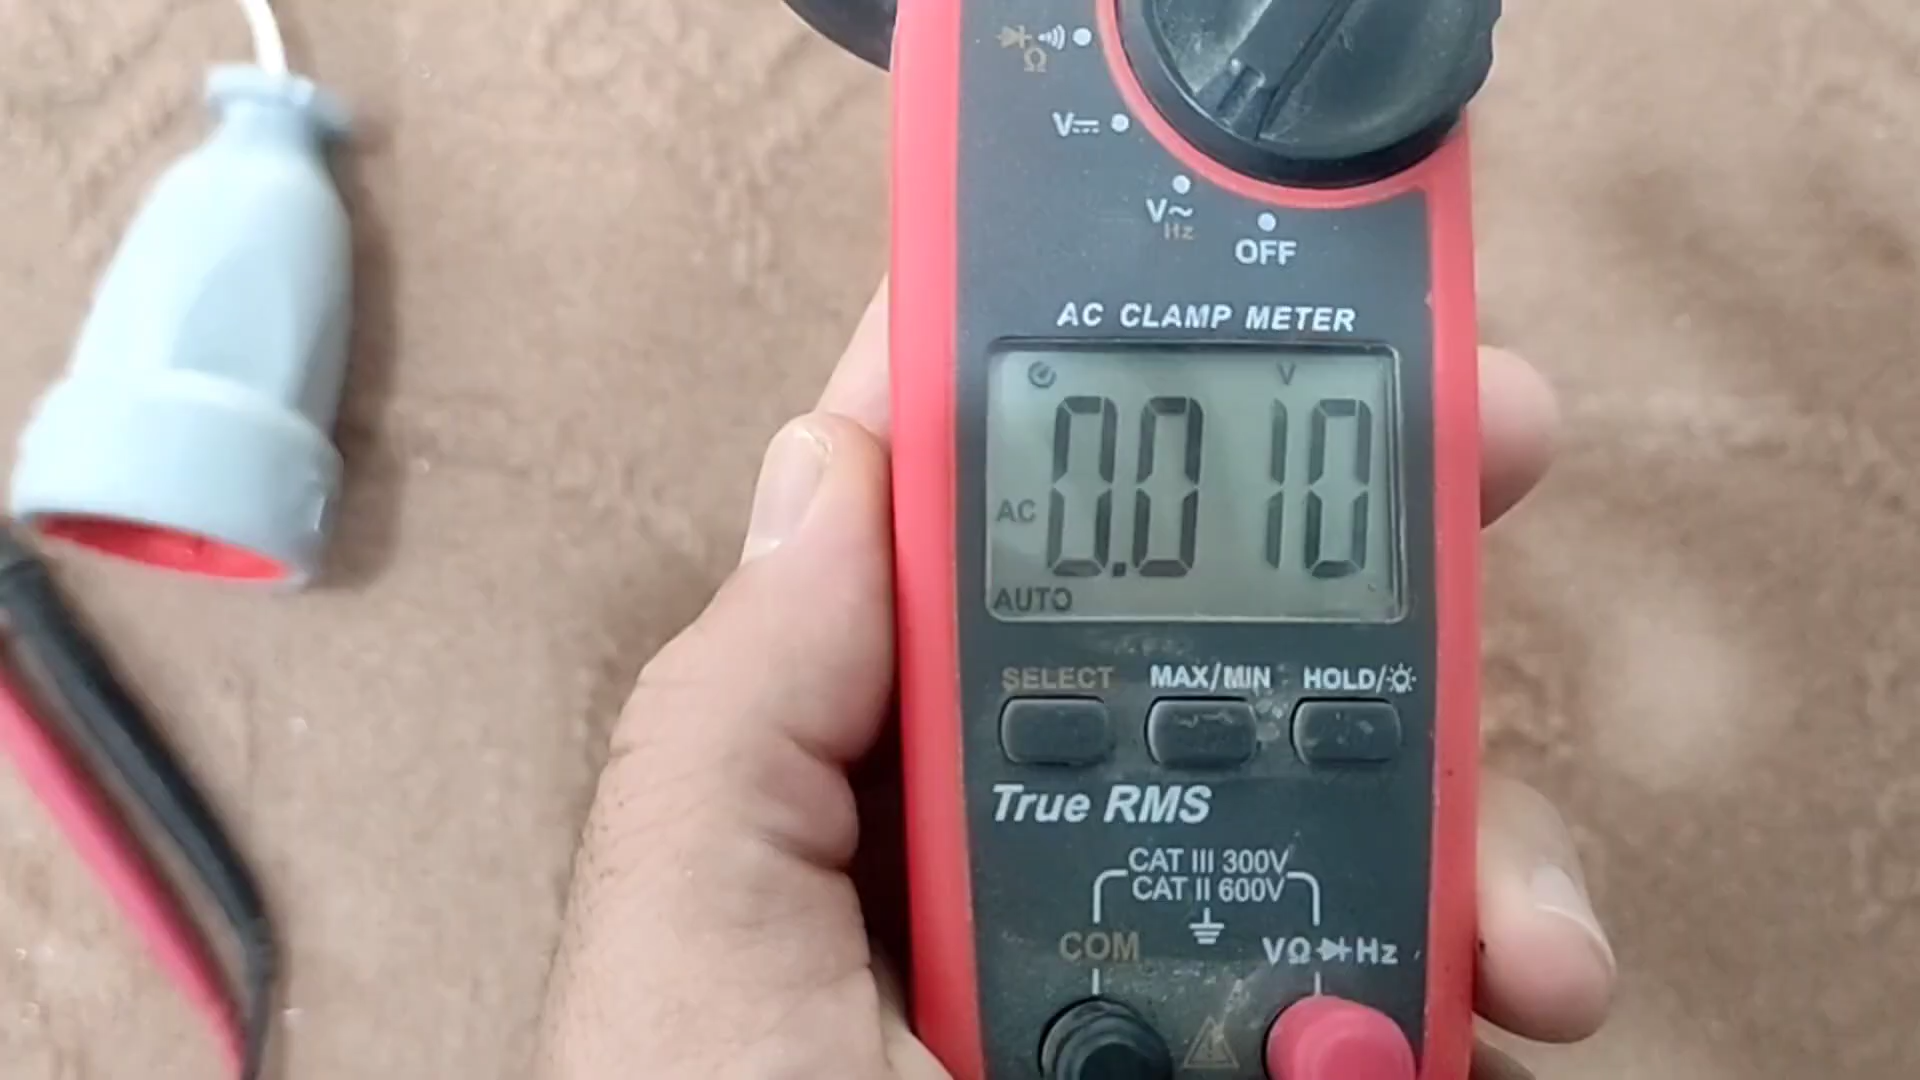 Ω
V⎓
V~
Hz
OFF
AC CLAMP METER
V
AC
0.010
AUTO
SELECT
MAX/MIN
HOLD/
True RMS
CAT III 300V
CAT II 600V
COM
VΩ Hz